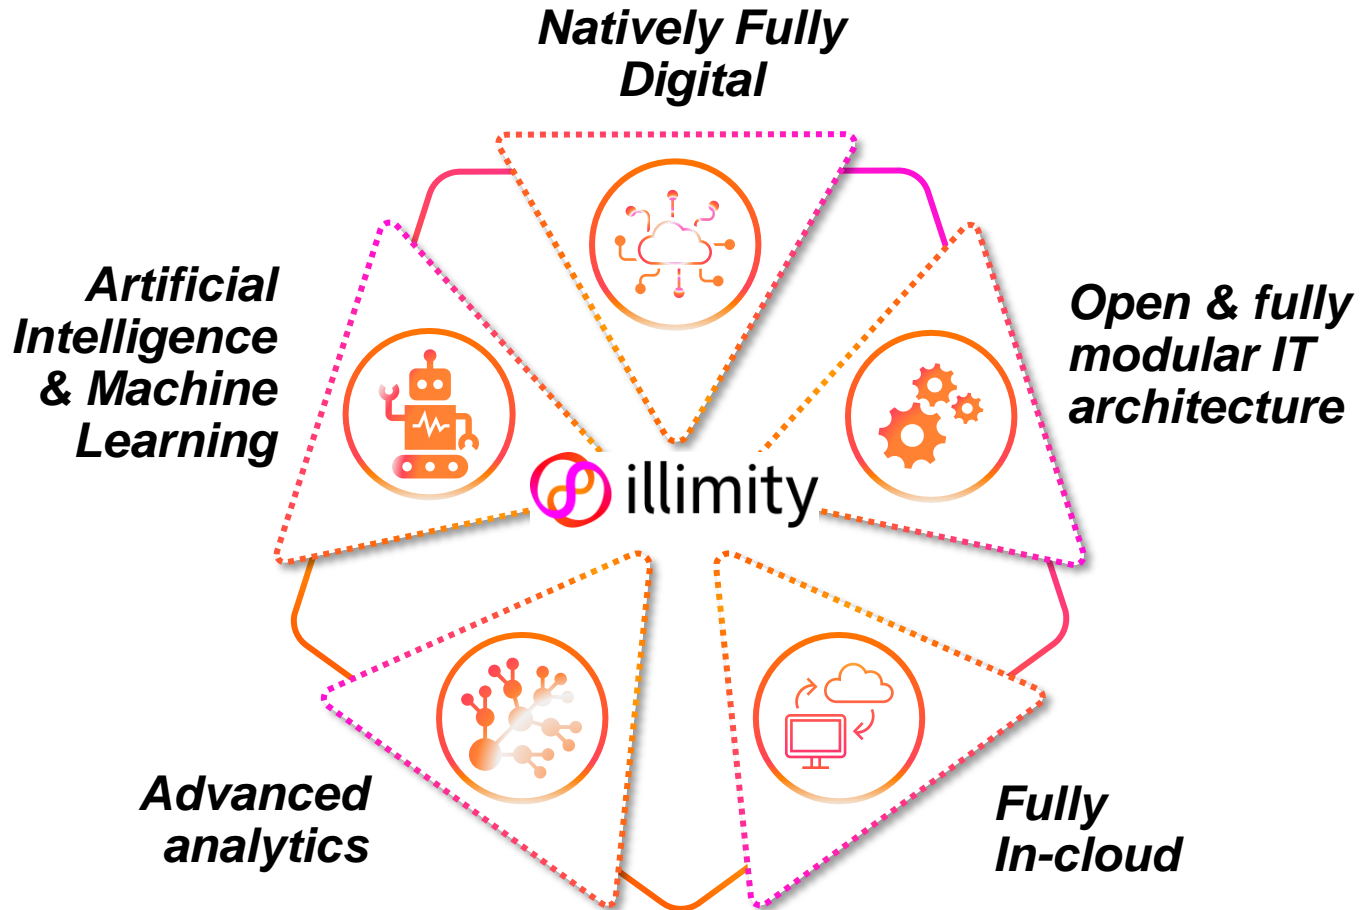 Natively Fully
Digital
Artificial
Intelligence
& Machine
Learning
Open & fully
modular IT
architecture
illimity
Advanced
analytics
Fully
In-cloud